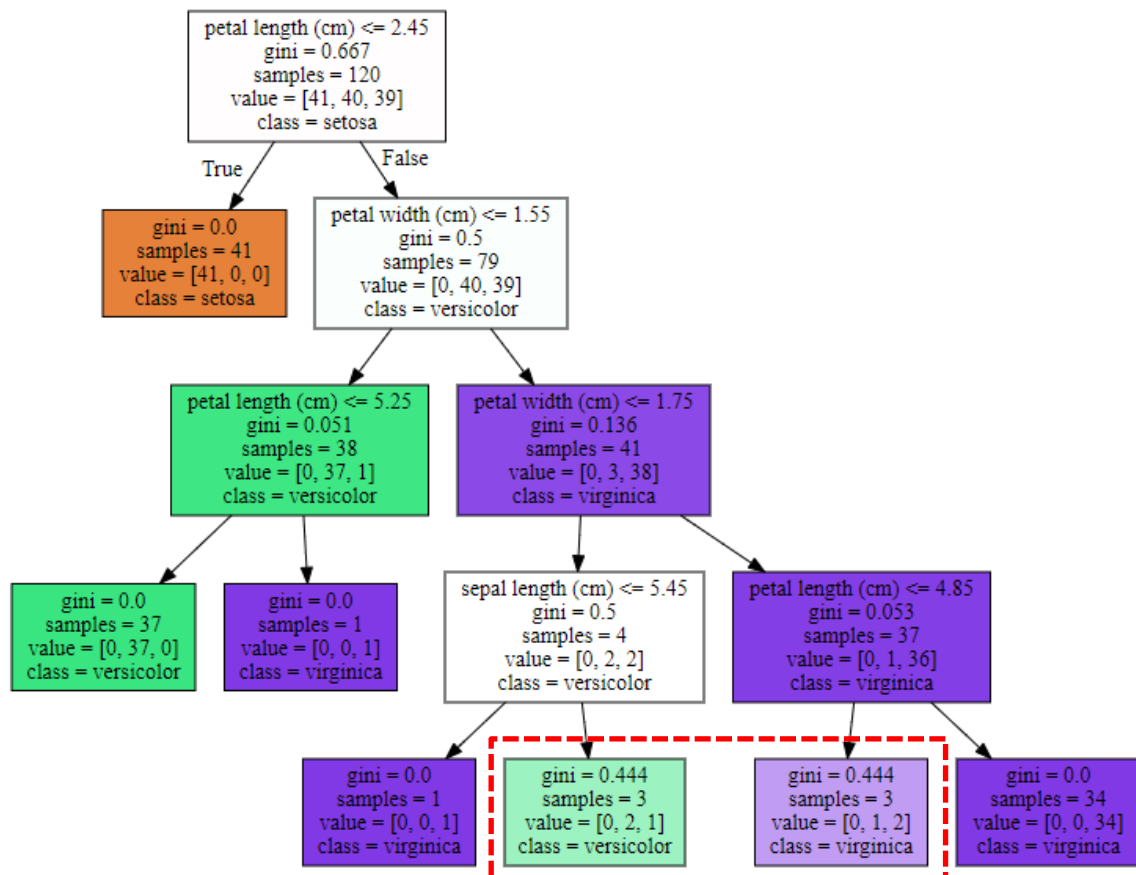 petal length (cm) <= 2.45
gini = 0.667
samples = 120
value = [41, 40, 39]
class = setosa
True
False
gini = 0.0
samples = 41
value = [41, 0, 0]
class = setosa
petal width (cm) <= 1.55
gini = 0.5
samples = 79
value = [0, 40, 39]
class = versicolor
petal length (cm) <= 5.25
gini = 0.051
samples = 38
value = [0, 37, 1]
class = versicolor
petal width (cm) <= 1.75
gini = 0.136
samples = 41
value = [0, 3, 38]
class = virginica
gini = 0.0
samples = 37
value = [0, 37, 0]
class = versicolor
gini = 0.0
samples = 1
value = [0, 0, 1]
class = virginica
sepal length (cm) <= 5.45
gini = 0.5
samples = 4
value = [0, 2, 2]
class = versicolor
petal length (cm) <= 4.85
gini = 0.053
samples = 37
value = [0, 1, 36]
class = virginica
gini = 0.0
samples = 1
value = [0, 0, 1]
class = virginica
gini = 0.444
samples = 3
value = [0, 2, 1]
class = versicolor
gini = 0.444
samples = 3
value = [0, 1, 2]
class = virginica
gini = 0.0
samples = 34
value = [0, 0, 34]
class = virginica